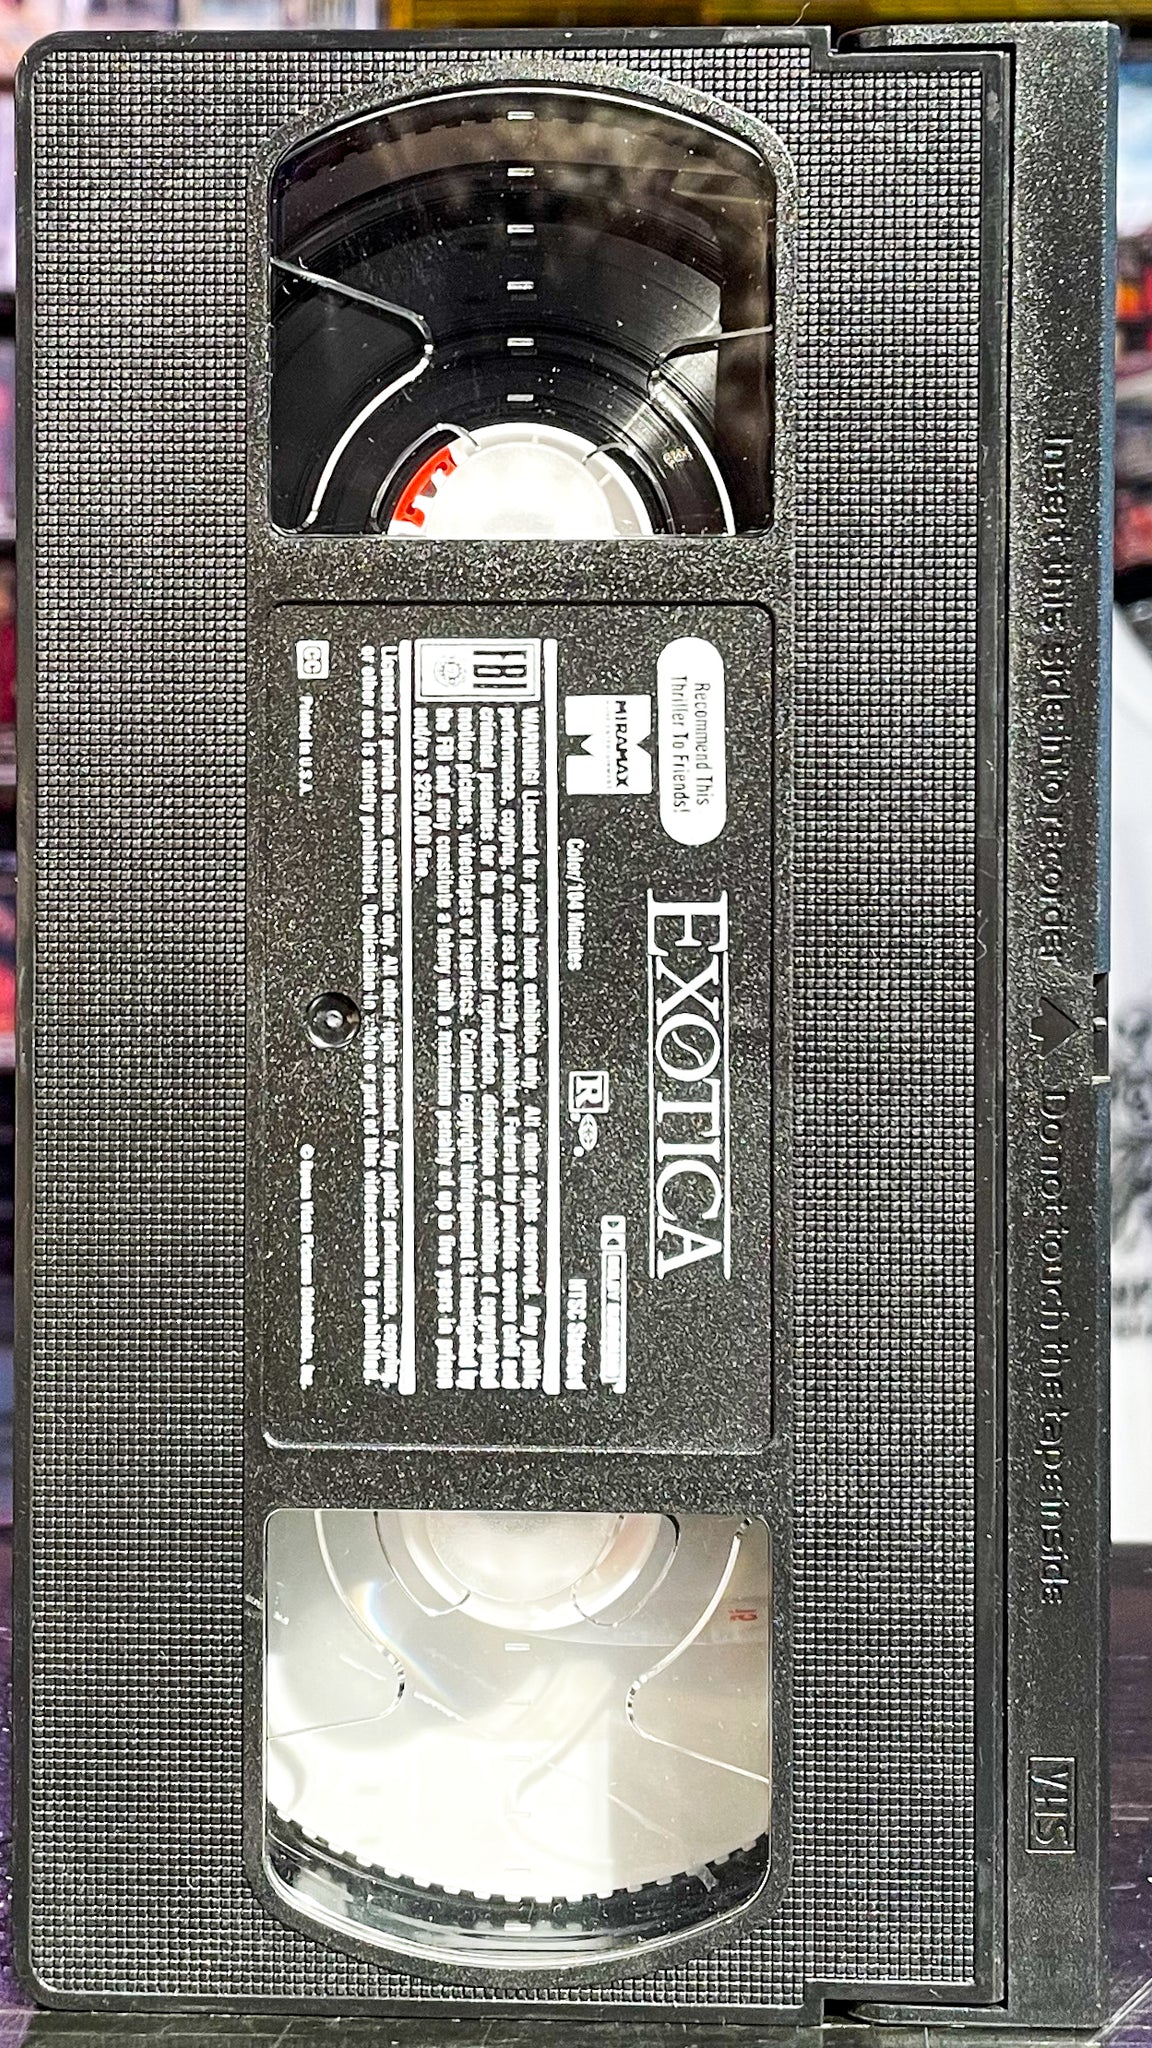 Insert this side into recorder
Do not touch the tape inside
VHS
Recommend This
Thriller To Friends!
EXOTICA
MIRAMAX
Color/104 Minutes
R
NTSC Standard
FBI
WARNING! Licensed for private home exhibition only. All other rights reserved. Any public
performance, copying or other use is strictly prohibited. Federal law provides severe civil and
criminal penalties for the unauthorized reproduction, distribution or exhibition of copyrighted
motion pictures, videotapes or laserdiscs. Criminal copyright infringement is investigated by
the FBI and may constitute a felony with a maximum penalty of up to five years in prison
and/or a $250,000 fine.
Licensed for private home exhibition only. All other rights reserved. Any public performance, copying
or other use is strictly prohibited. Duplication in whole or part of this videocassette is prohibited.
CC
Printed in U.S.A.
© Buena Vista Home Inc.